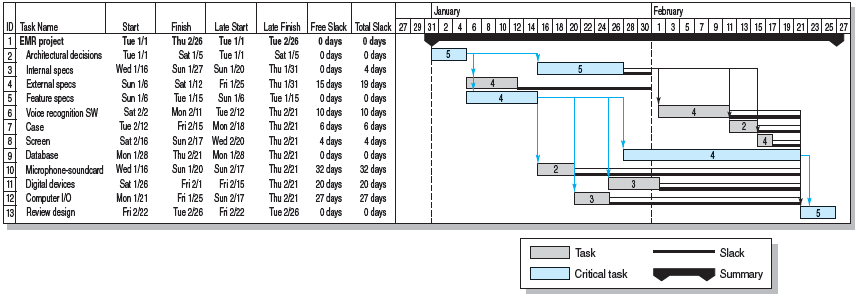 January February
ID Task Name Start Finish Late Start Late Finish Free Slack Total Slack 27 29 31 2 4 6 8 10 12 14 16 18 20 22 24 26 28 30 1 3 5 7 9 11 13 15 17 19 21 23 25 27
1 EMR project Tue 1/1 Thu 2/26 Tue 1/1 Tue 2/26 0 days 0 days
2 Architectural decisions Tue 1/1 Sat 1/5 Tue 1/1 Sat 1/5 0 days 0 days 5
3 Internal specs Wed 1/16 Sun 1/27 Sun 1/20 Thu 1/31 0 days 4 days 5
4 External specs Sun 1/6 Sat 1/12 Fri 1/25 Thu 1/31 15 days 19 days 4
5 Feature specs Sun 1/6 Tue 1/15 Sun 1/6 Tue 1/15 0 days 0 days 4
6 Voice recognition SW Sat 2/2 Mon 2/11 Tue 2/12 Thu 2/21 10 days 10 days 4
7 Case Tue 2/12 Fri 2/15 Mon 2/18 Thu 2/21 6 days 6 days 2
8 Screen Sat 2/16 Sun 2/17 Wed 2/20 Thu 2/21 4 days 4 days 4
9 Database Mon 1/28 Thu 2/21 Mon 1/28 Thu 2/21 0 days 0 days 4
10 Microphone-soundcard Wed 1/16 Sun 1/20 Sun 2/17 Thu 2/21 32 days 32 days 2
11 Digital devices Sat 1/26 Fri 2/1 Fri 2/15 Thu 2/21 20 days 20 days 3
12 Computer I/O Mon 1/21 Fri 1/25 Sun 2/17 Thu 2/21 27 days 27 days 3
13 Review design Fri 2/22 Tue 2/26 Fri 2/22 Tue 2/26 0 days 0 days 5
Task Slack
Critical task Summary